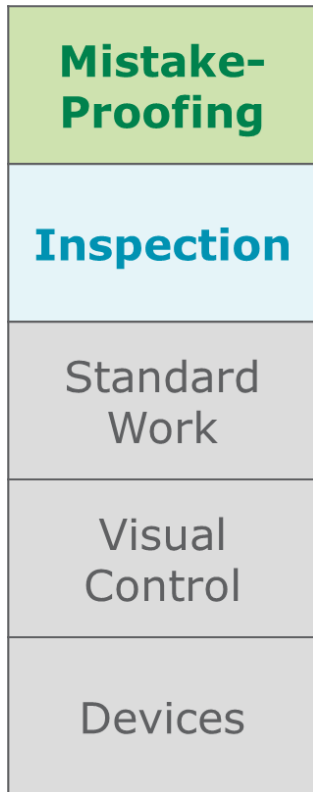 Mistake-
Proofing
Inspection
Standard
Work
Visual
Control
Devices